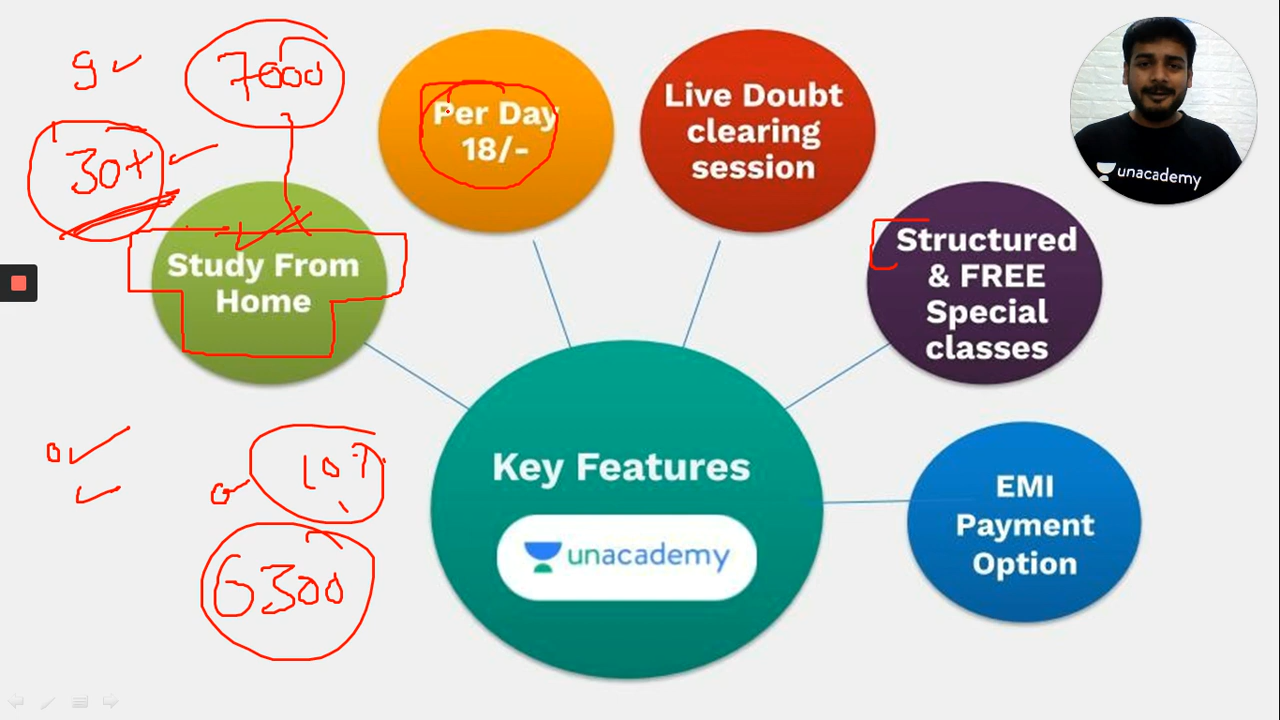 9
7000
30+
Per Day
18/-
Live Doubt
clearing
session
Study From
Home
Structured
& FREE
Special
classes
Key Features
unacademy
EMI
Payment
Option
6300
unacademy